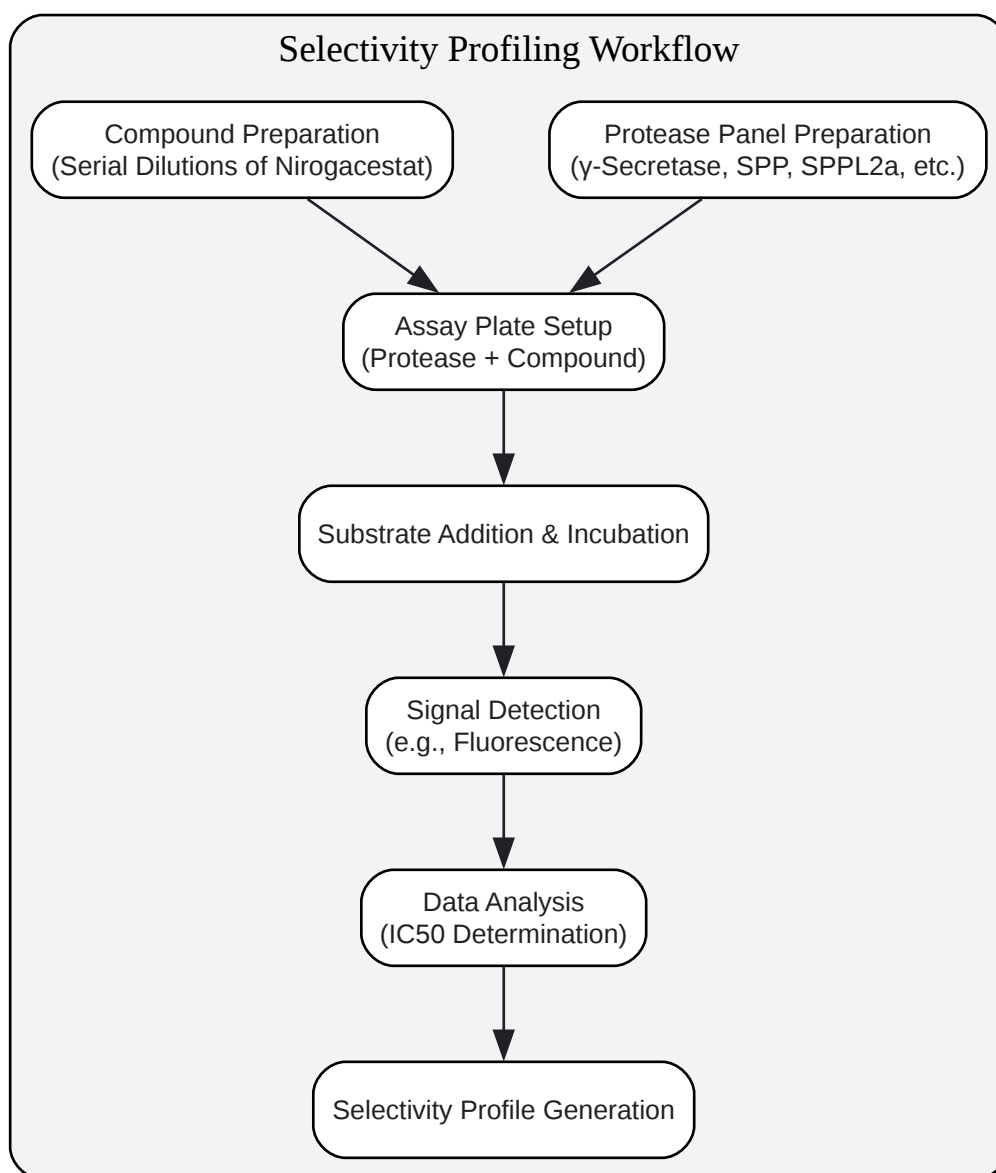 Selectivity Profiling Workflow
Compound Preparation
(Serial Dilutions of Nirogacestat)
Protease Panel Preparation
(γ-Secretase, SPP, SPPL2a, etc.)
Assay Plate Setup
(Protease + Compound)
Substrate Addition & Incubation
Signal Detection
(e.g., Fluorescence)
Data Analysis
(IC50 Determination)
Selectivity Profile Generation